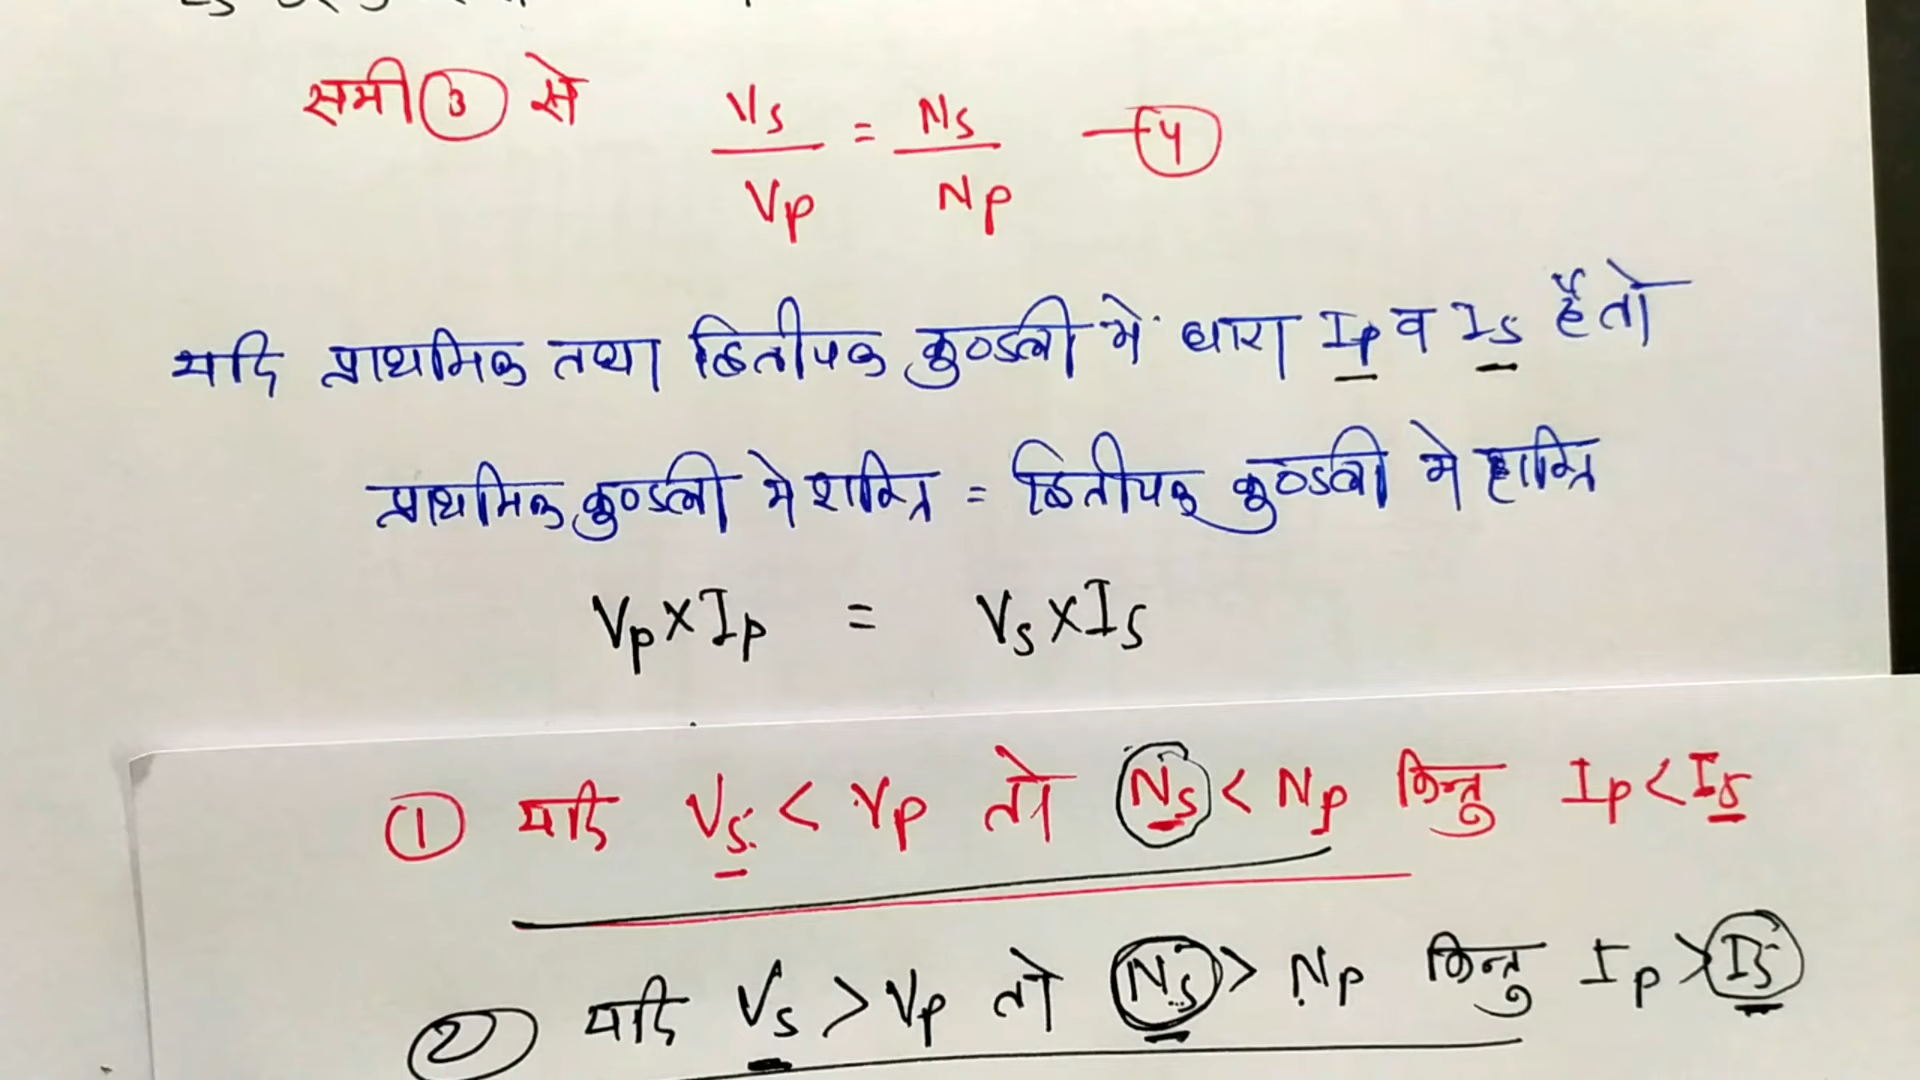 समी ③ से Vs/Vp = Ns/Np —④
यदि प्राथमिक तथा द्वितीयक कुण्डली में धारा Ip व Is है तो
प्राथमिक कुण्डली मे शक्ति = द्वितीयक कुण्डली मे शक्ति
Vp×Ip = Vs×Is
① यदि Vs < Vp तो Ns < Np किन्तु Ip < Is
② यदि Vs > Vp तो Ns > Np किन्तु Ip > Is